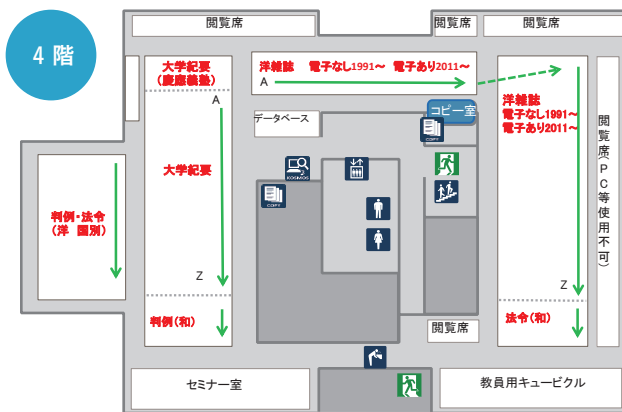 4 階
閲覧席
閲覧席
閲覧席
大学紀要
(慶應義塾)
A
大学紀要
Z
判例(和)
洋雑誌 電子なし1991～ 電子あり2011～
A
コピー室
COPY
データベース
KOSMOS
COPY
洋雑誌
電子なし1991～
電子あり2011～
Z
法令(和)
閲覧席(PC等使用不可)
判例・法令
(洋 国別)
閲覧席
セミナー室
教員用キュービクル